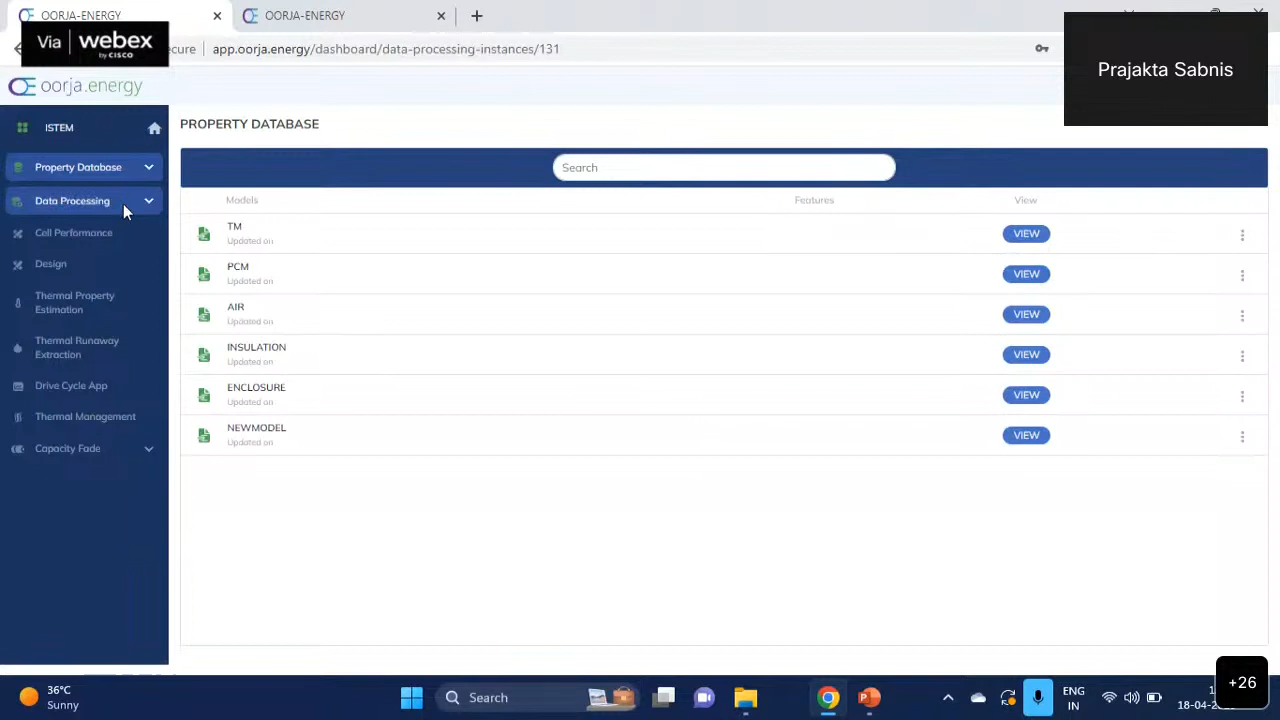 OORJA-ENERGY
OORJA-ENERGY
Via webex
by CISCO
app.oorja.energy/dashboard/data-processing-instances/131
Prajakta Sabnis
oorja.energy
ISTEM
PROPERTY DATABASE
Property Database
Search
Data Processing
Models Features View
TM
Updated on
VIEW
Cell Performance
PCM
Updated on
VIEW
Design
AIR
Updated on
VIEW
Thermal Property
Estimation
INSULATION
Updated on
VIEW
Thermal Runaway
Extraction
ENCLOSURE
Updated on
VIEW
Drive Cycle App
NEWMODEL
Updated on
VIEW
Thermal Management
Capacity Fade
36°C
Sunny
Search
ENG
IN
+26